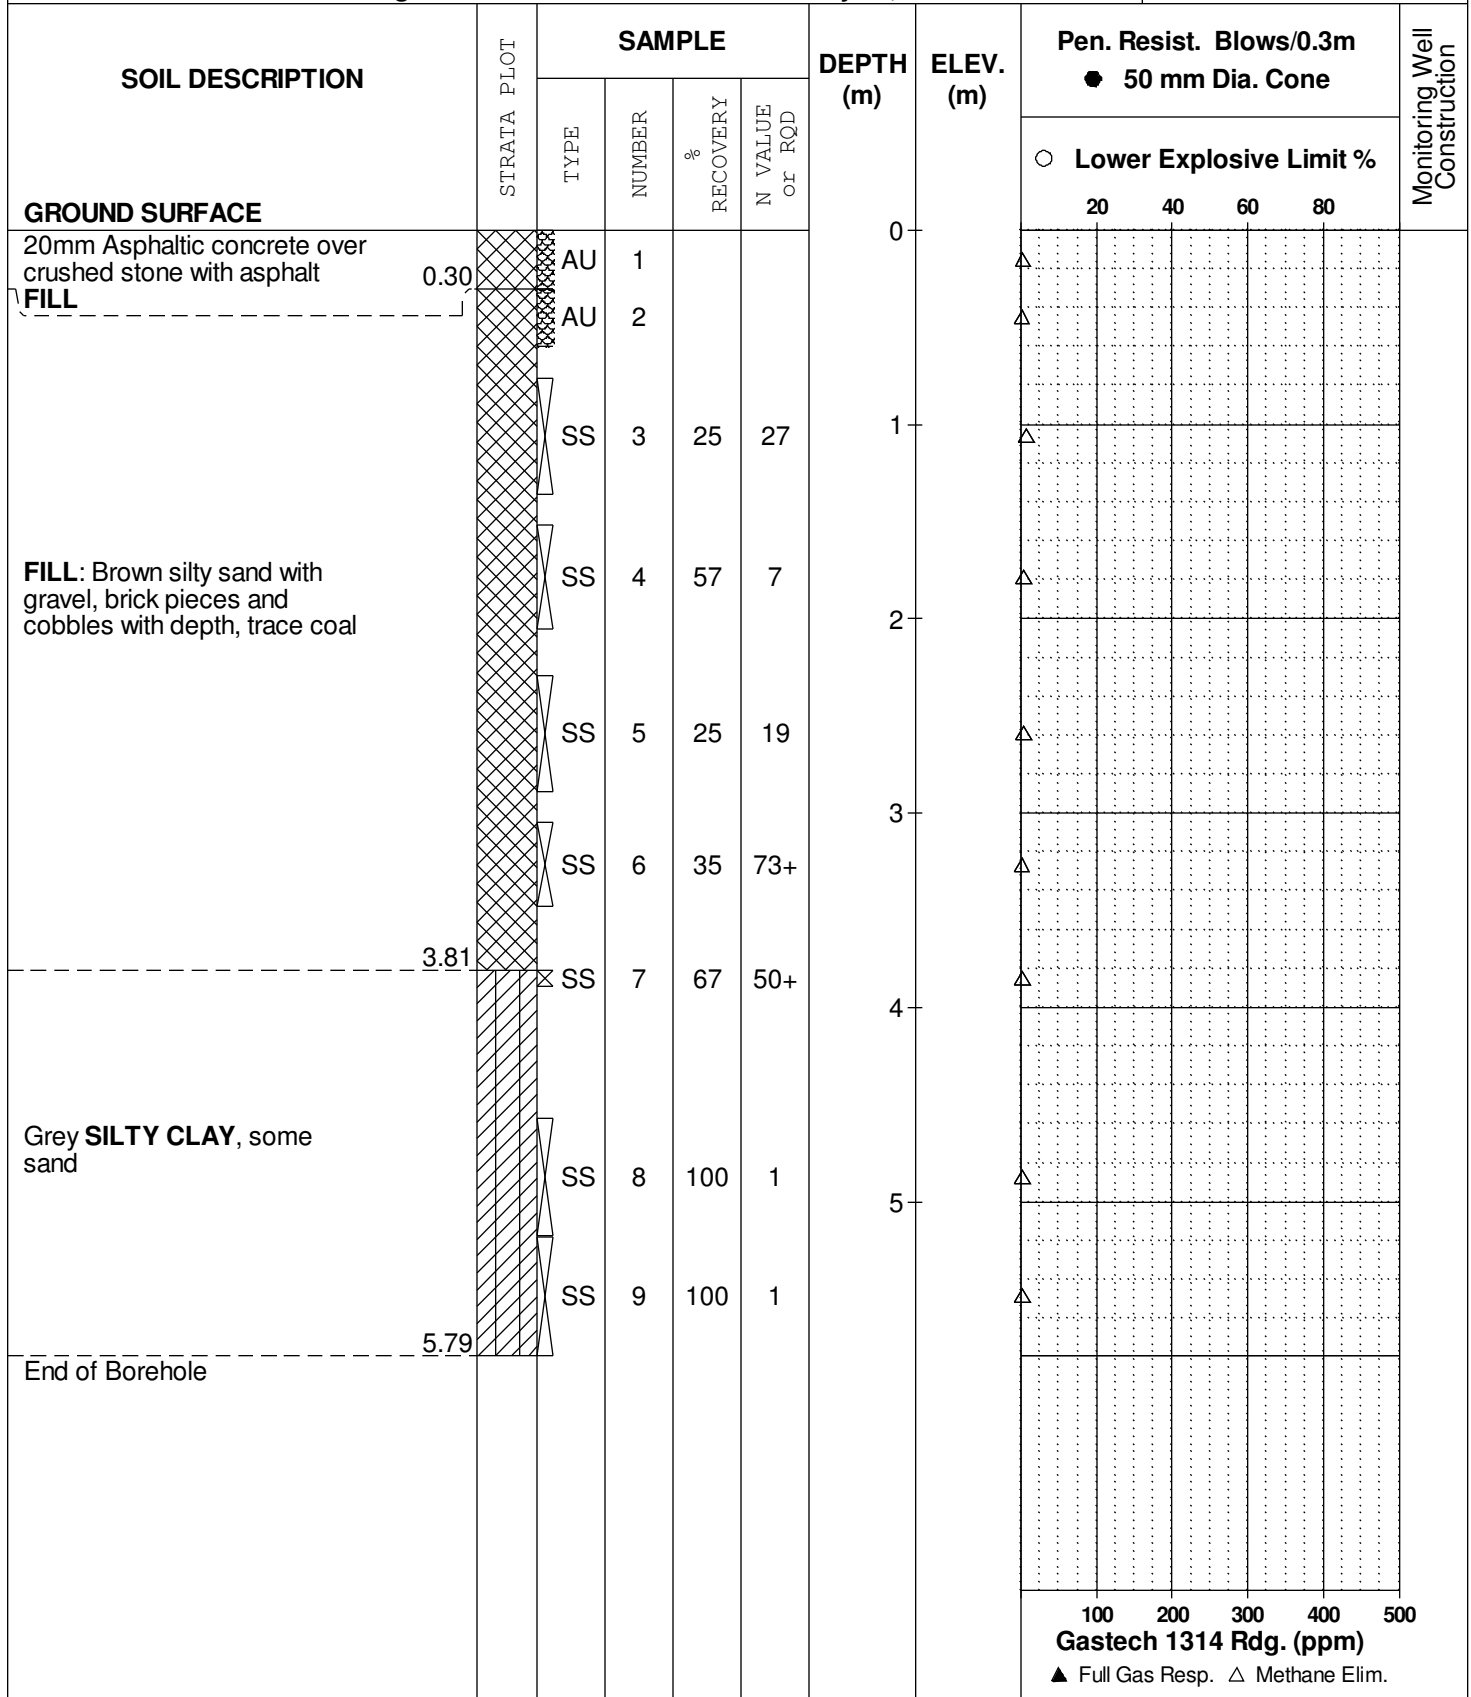 SOIL DESCRIPTION
GROUND SURFACE
STRATA PLOT
SAMPLE
TYPE
NUMBER
%
RECOVERY
N VALUE
or RQD
DEPTH
(m)
ELEV.
(m)
Pen. Resist. Blows/0.3m
● 50 mm Dia. Cone
○ Lower Explosive Limit %
20 40 60 80
Monitoring Well
Construction
20mm Asphaltic concrete over
crushed stone with asphalt 0.30
FILL
AU 1
AU 2
SS 3 25 27
FILL: Brown silty sand with
gravel, brick pieces and
cobbles with depth, trace coal
SS 4 57 7
SS 5 25 19
SS 6 35 73+
3.81
SS 7 67 50+
Grey SILTY CLAY, some
sand
SS 8 100 1
SS 9 100 1
5.79
End of Borehole
0
1
2
3
4
5
100 200 300 400 500
Gastech 1314 Rdg. (ppm)
▲ Full Gas Resp. △ Methane Elim.